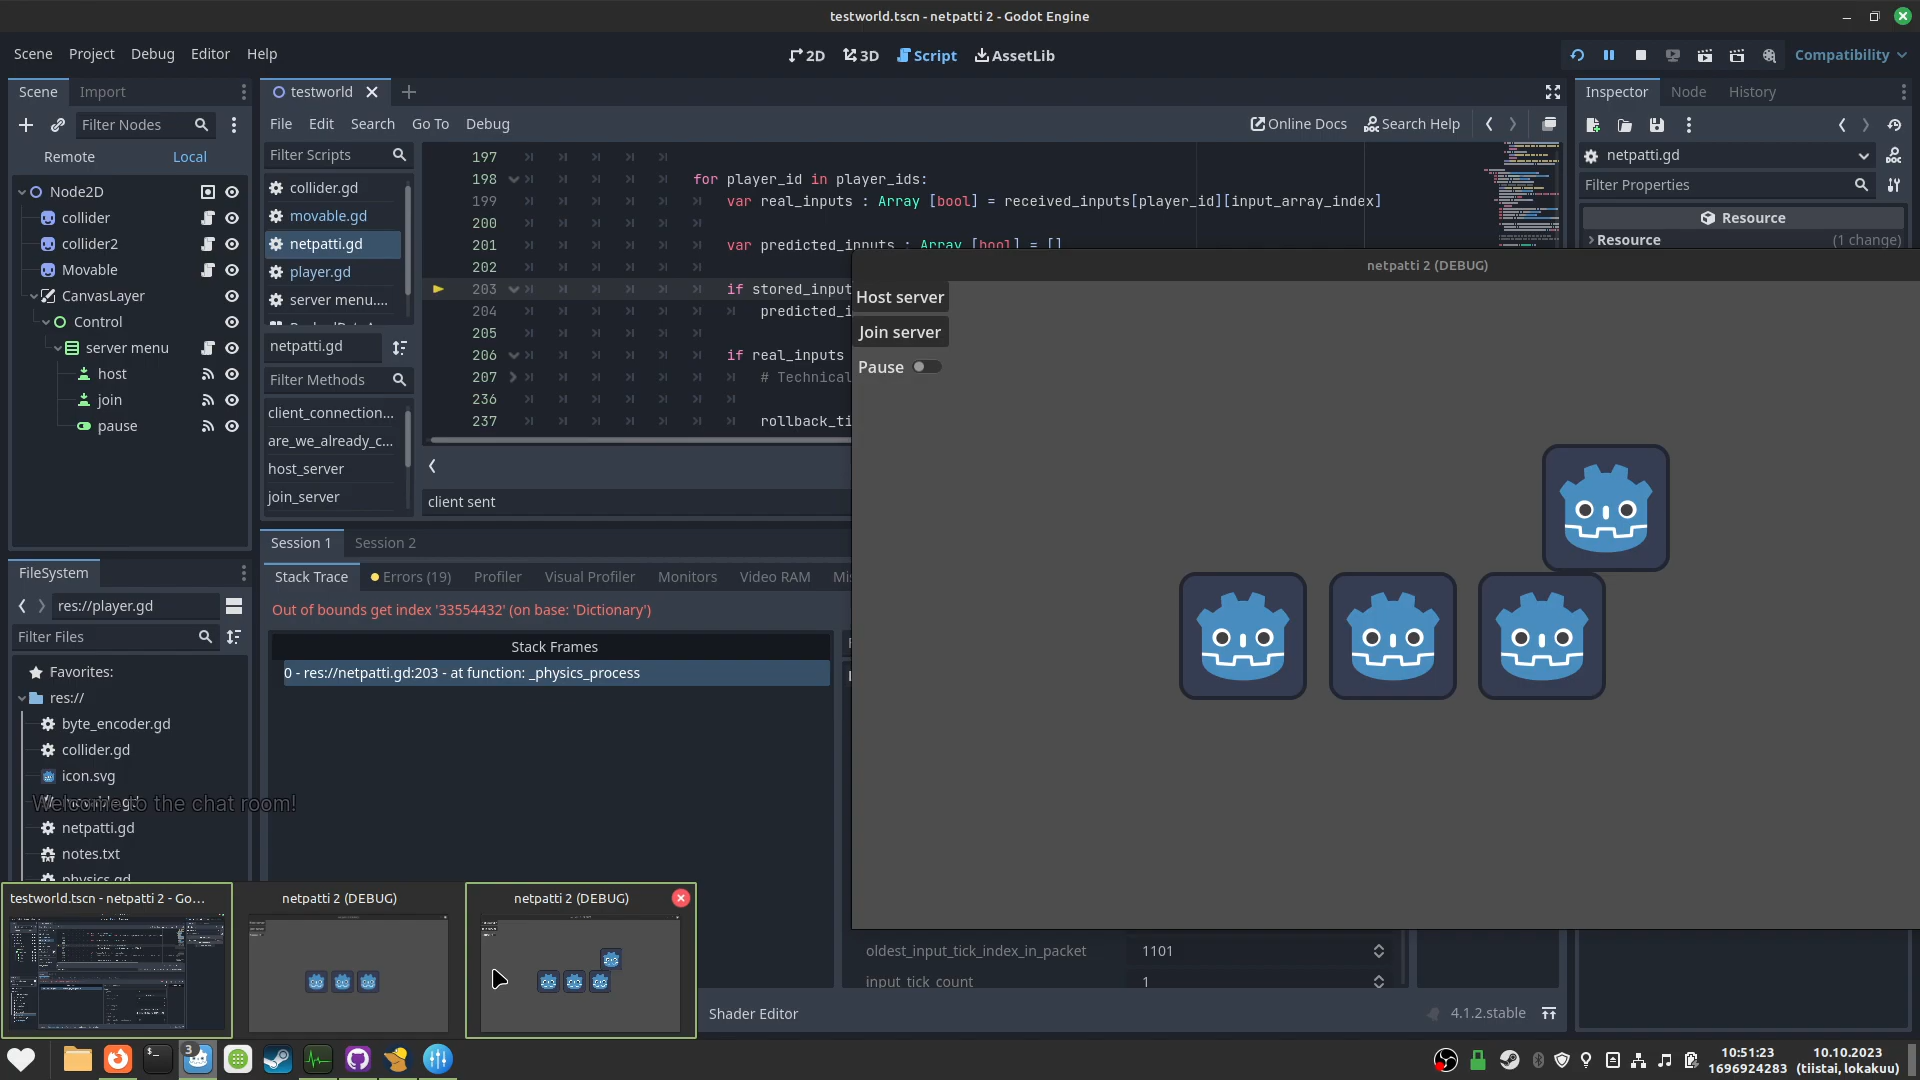 testworld.tscn - netpatti 2 - Godot Engine
Scene Project Debug Editor Help
2D 3D Script AssetLib
Compatibility
Scene Import
testworld
Inspector Node History
Filter Nodes
File Edit Search Go To Debug
Online Docs Search Help
Remote Local
Filter Scripts
netpatti.gd
Filter Properties
Resource
Resource (1 change)
Node2D
collider
collider2
Movable
CanvasLayer
Control
server menu
host
join
pause
collider.gd
movable.gd
netpatti.gd
player.gd
server menu....
netpatti.gd
Filter Methods
client_connection...
are_we_already_c...
host_server
join_server
197
198 for player_id in player_ids:
199 var real_inputs : Array [bool] = received_inputs[player_id][input_array_index]
200
201 var predicted_inputs : Array [bool] = []
202
203 if stored_input
204 predicted_i
205
206 if real_inputs
207 # Technical
236
237 rollback_ti
client sent
netpatti 2 (DEBUG)
Host server
Join server
Pause
Session 1 Session 2
Stack Trace Errors (19) Profiler Visual Profiler Monitors Video RAM Mi
Out of bounds get index '33554432' (on base: 'Dictionary')
Stack Frames
0 - res://netpatti.gd:203 - at function: _physics_process
FileSystem
res://player.gd
Filter Files
Favorites:
res://
byte_encoder.gd
collider.gd
icon.svg
Welcome to the chat room!
netpatti.gd
notes.txt
physics.gd
testworld.tscn - netpatti 2 - Go...
netpatti 2 (DEBUG)
netpatti 2 (DEBUG)
oldest_input_tick_index_in_packet 1101
input_tick_count 1
Shader Editor
4.1.2.stable
3
10:51:23
1696924283
10.10.2023
(tiistai, lokakuu)